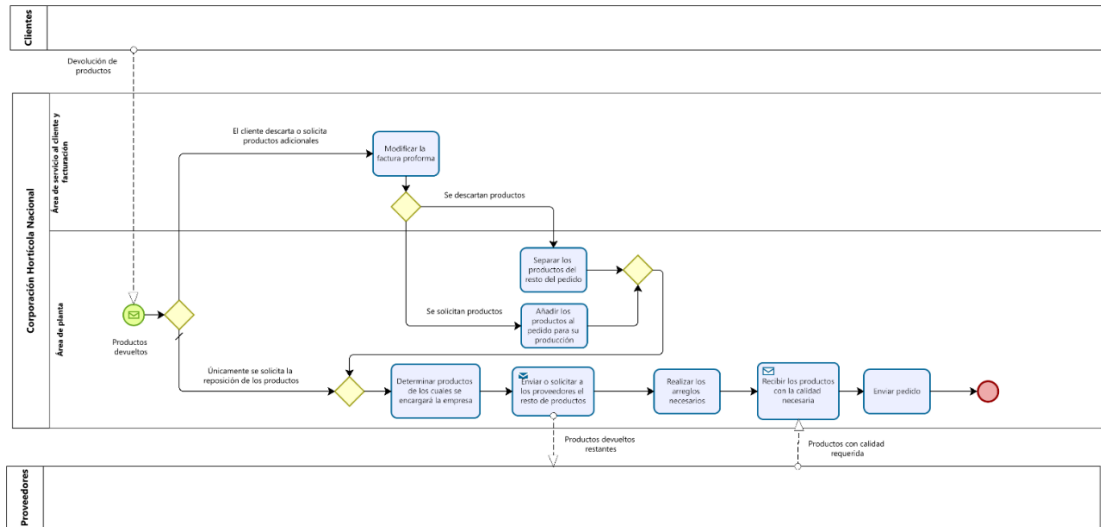 Clientes
Devolución de
productos
Corporación Hortícola Nacional
Área de servicio al cliente y
facturación
El cliente descarta o solicita
productos adicionales
Modificar la
factura proforma
Se descartan productos
Área de planta
Separar los
productos del
resto del pedido
Se solicitan productos
Añadir los
productos al
pedido para su
producción
Productos
devueltos
Únicamente se solicita la
reposición de los productos
Determinar productos
de los cuales se
encargará la empresa
Enviar o solicitar a
los proveedores el
resto de productos
Realizar los
arreglos
necesarios
Recibir los productos
con la calidad
necesaria
Enviar pedido
Productos devueltos
restantes
Productos con calidad
requerida
Proveedores